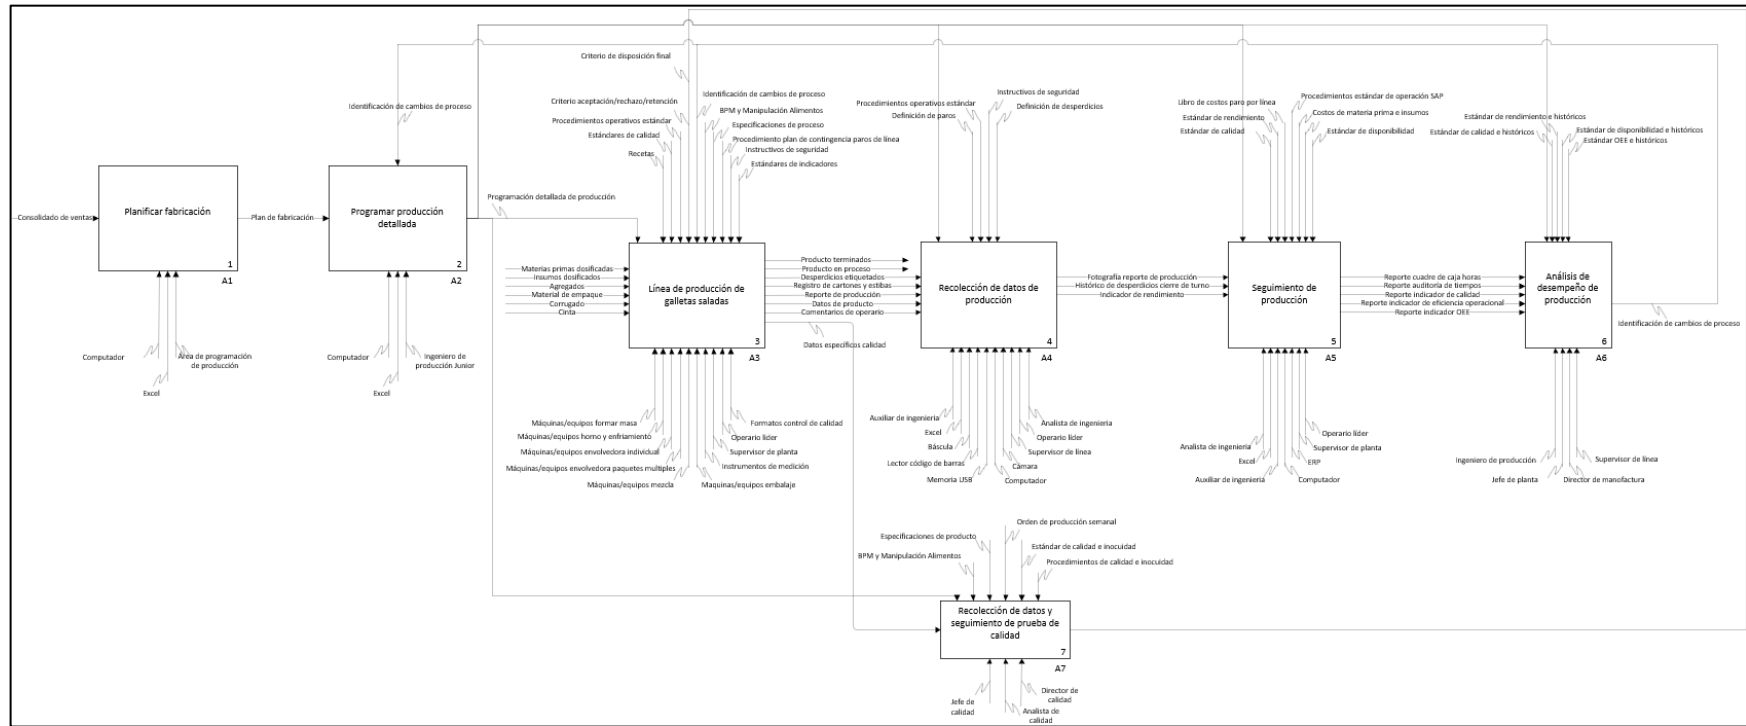 Criterio de disposición final
Identificación de cambios de proceso
Criterio aceptación/rechazo/retención
Procedimientos operativos estándar
Estándares de calidad
Recetas
Identificación de cambios de proceso
BPM y Manipulación Alimentos
Especificaciones de proceso
Procedimiento plan de contingencia paros de línea
Instructivos de seguridad
Estándares de indicadores
Procedimientos operativos estándar
Definición de paros
Instructivos de seguridad
Definición de desperdicios
Libro de costos paro por línea
Estándar de rendimiento
Estándar de calidad
Procedimientos estándar de operación SAP
Costos de materia prima e insumos
Estándar de disponibilidad
Estándar de rendimiento e históricos
Estándar de calidad e históricos
Estándar de disponibilidad e históricos
Estándar OEE e históricos
Consolidado de ventas
Planificar fabricación
1
A1
Plan de fabricación
Programar producción
detallada
2
A2
Programación detallada de producción
Computador
Excel
Área de programación
de producción
Computador
Excel
Ingeniero de
producción Junior
Materias primas dosificadas
Insumos dosificados
Agregados
Material de empaque
Corrugado
Cinta
Línea de producción de
galletas saladas
3
A3
Producto terminados
Producto en proceso
Desperdicios etiquetados
Registro de cartones y estibas
Reporte de producción
Datos de producto
Comentarios de operario
Datos específicos calidad
Recolección de datos de
producción
4
A4
Fotografía reporte de producción
Histórico de desperdicios cierre de turno
Indicador de rendimiento
Seguimiento de
producción
5
A5
Reporte cuadre de caja horas
Reporte auditoría de tiempos
Reporte indicador de calidad
Reporte indicador de eficiencia operacional
Reporte indicador OEE
Análisis de
desempeño de
producción
6
A6
Identificación de cambios de proceso
Máquinas/equipos formar masa
Máquinas/equipos horno y enfriamiento
Máquinas/equipos envolvedora individual
Máquinas/equipos envolvedora paquetes multiples
Máquinas/equipos mezcla
Formatos control de calidad
Operario líder
Supervisor de planta
Instrumentos de medición
Maquinas/equipos embalaje
Auxiliar de ingenieria
Excel
Báscula
Lector código de barras
Memoria USB
Analista de ingenieria
Operario líder
Supervisor de línea
Cámara
Computador
Analista de ingenieria
Excel
Auxiliar de ingenieria
Operario líder
Supervisor de planta
ERP
Computador
Ingeniero de producción
Jefe de planta
Supervisor de línea
Director de manufactura
Orden de producción semanal
Especificaciones de producto
BPM y Manipulación Alimentos
Estándar de calidad e inocuidad
Procedimientos de calidad e inocuidad
Recolección de datos y
seguimiento de prueba de
calidad
7
A7
Jefe de
calidad
Director de
calidad
Analista de
calidad